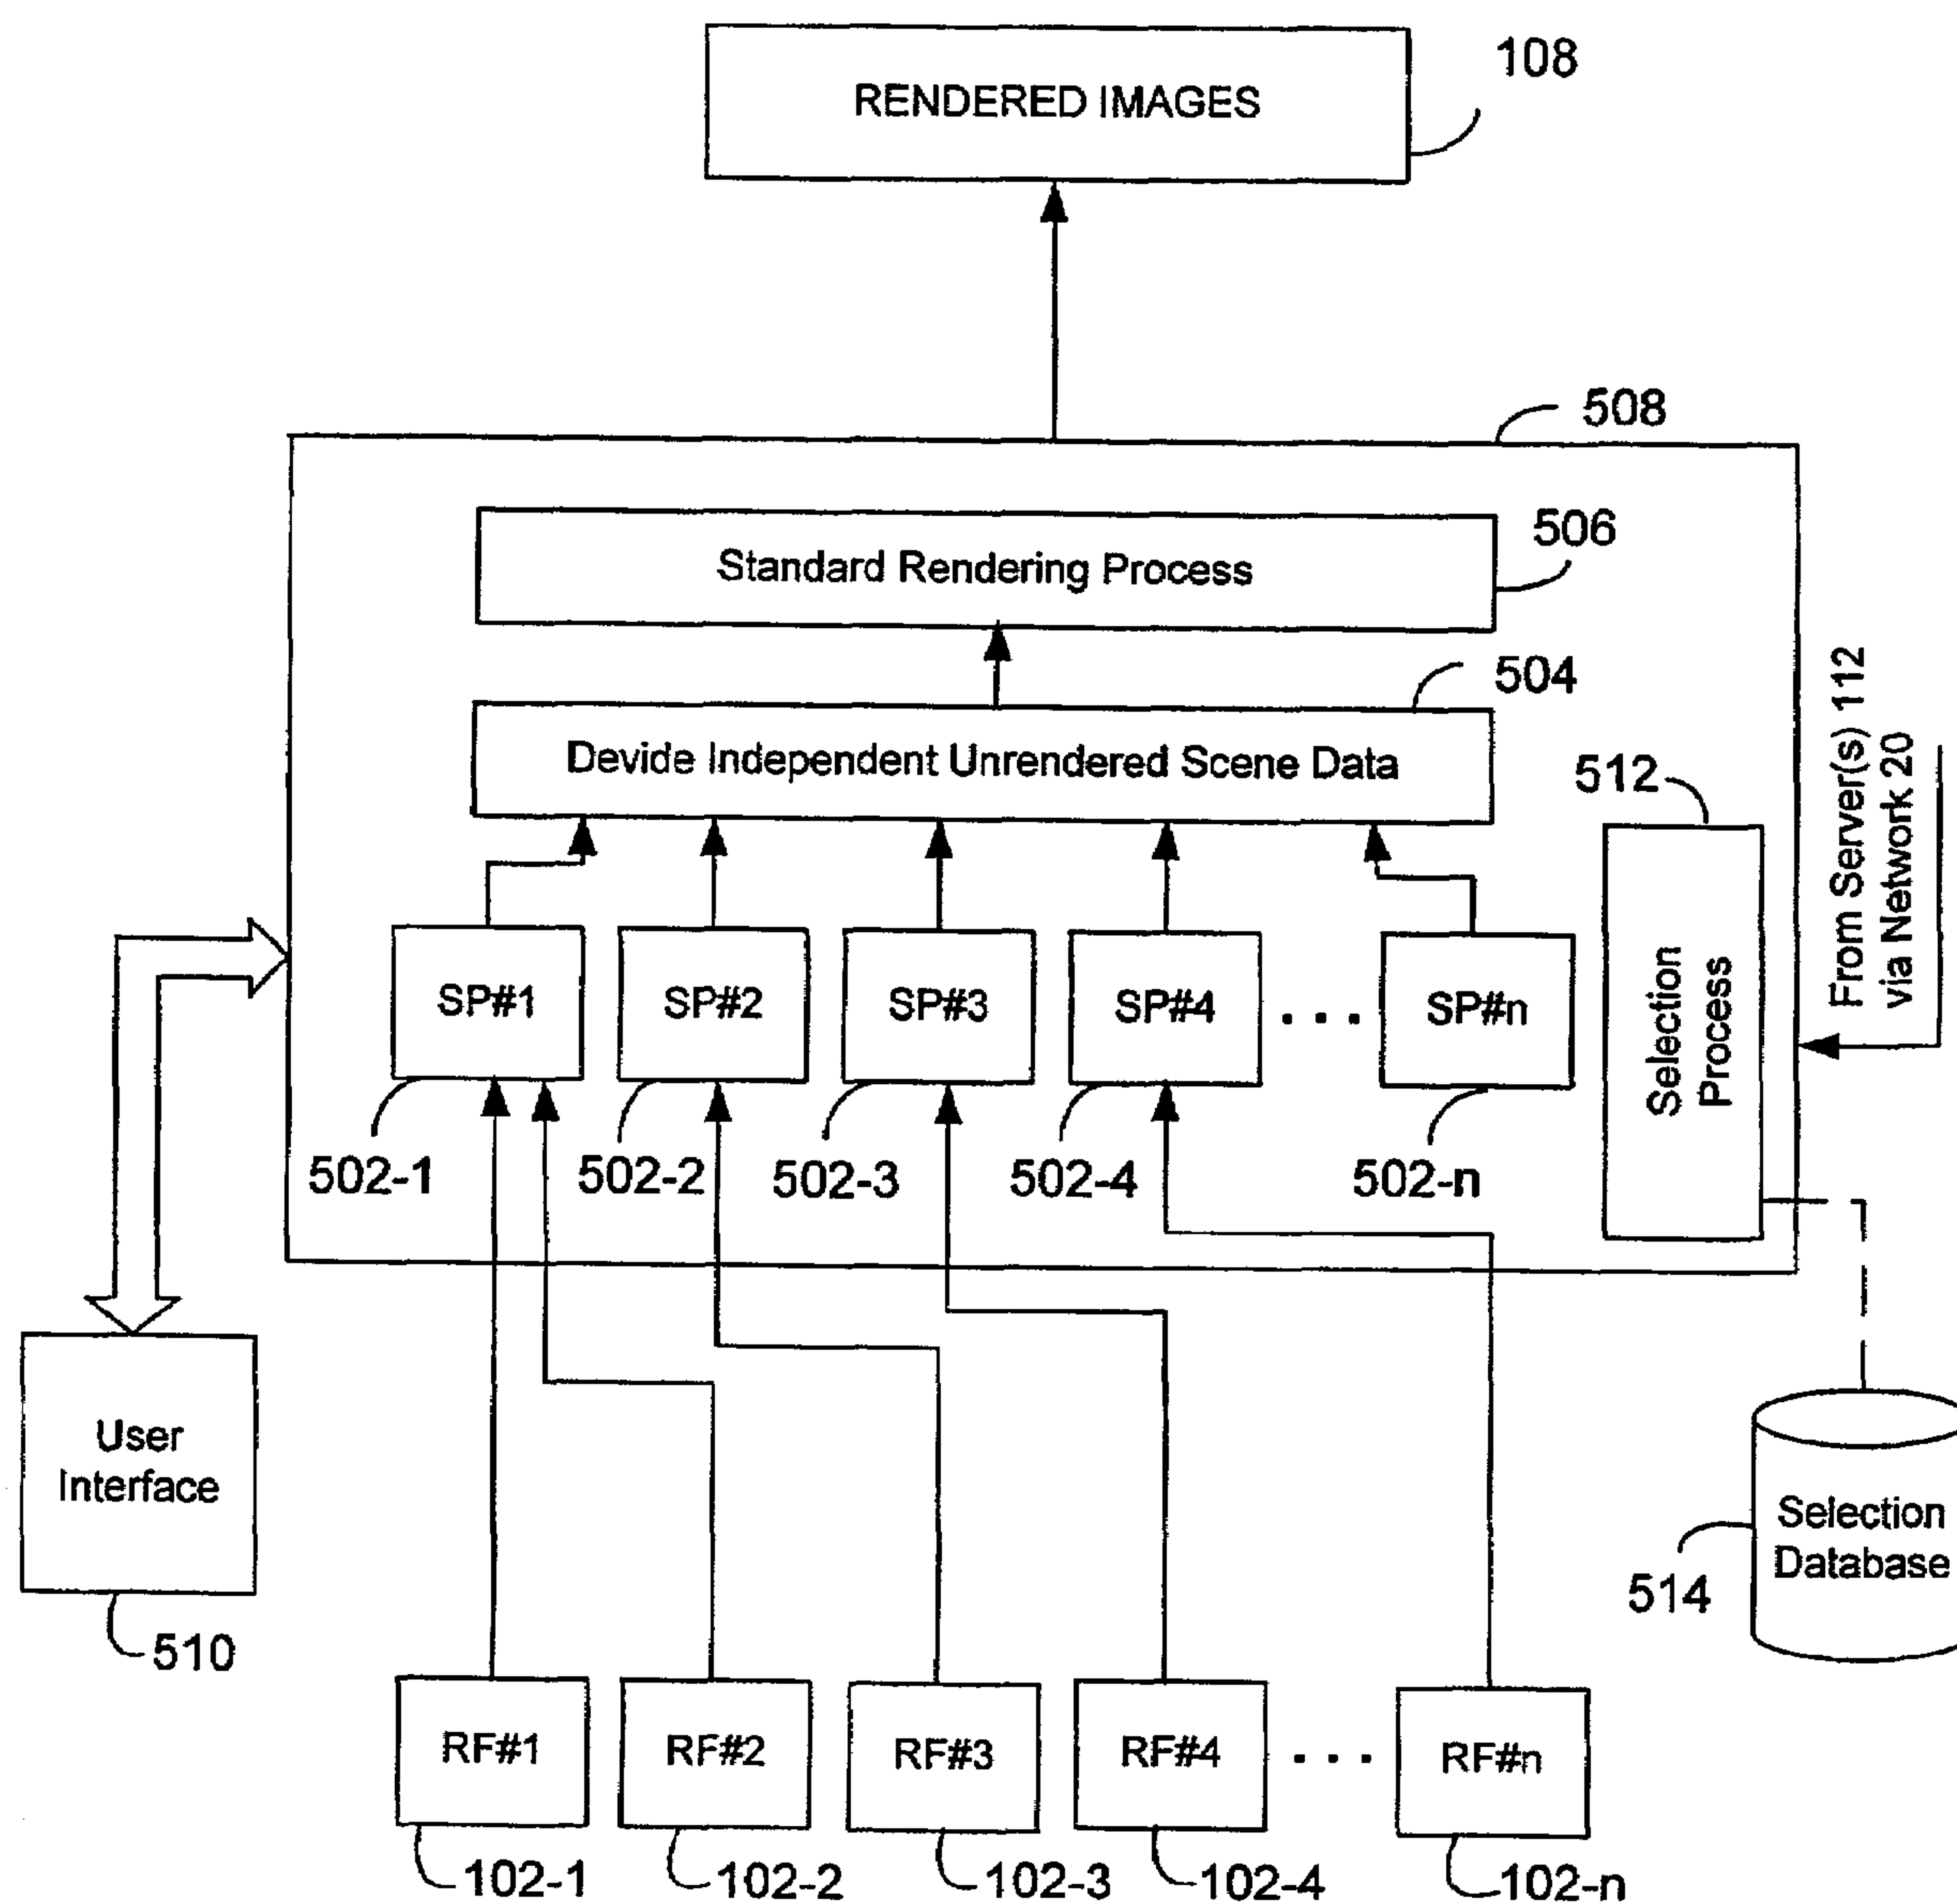 RENDERED IMAGES
108
508
506
Standard Rendering Process
504
Devide Independent Unrendered Scene Data
From Server(s) 112
via Network 20
512
Selection
Process
SP#1
SP#2
SP#3
SP#4
...
SP#n
502-1
502-2
502-3
502-4
502-n
User
Interface
510
Selection
Database
514
RF#1
RF#2
RF#3
RF#4
...
RF#n
102-1
102-2
102-3
102-4
102-n